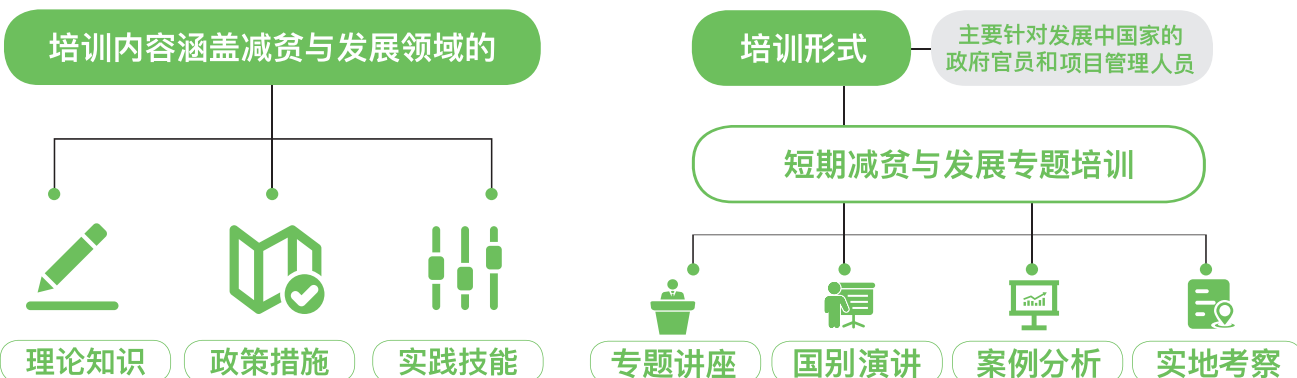 培训内容涵盖减贫与发展领域的
理论知识
政策措施
实践技能
培训形式
主要针对发展中国家的
政府官员和项目管理人员
短期减贫与发展专题培训
专题讲座
国别演讲
案例分析
实地考察